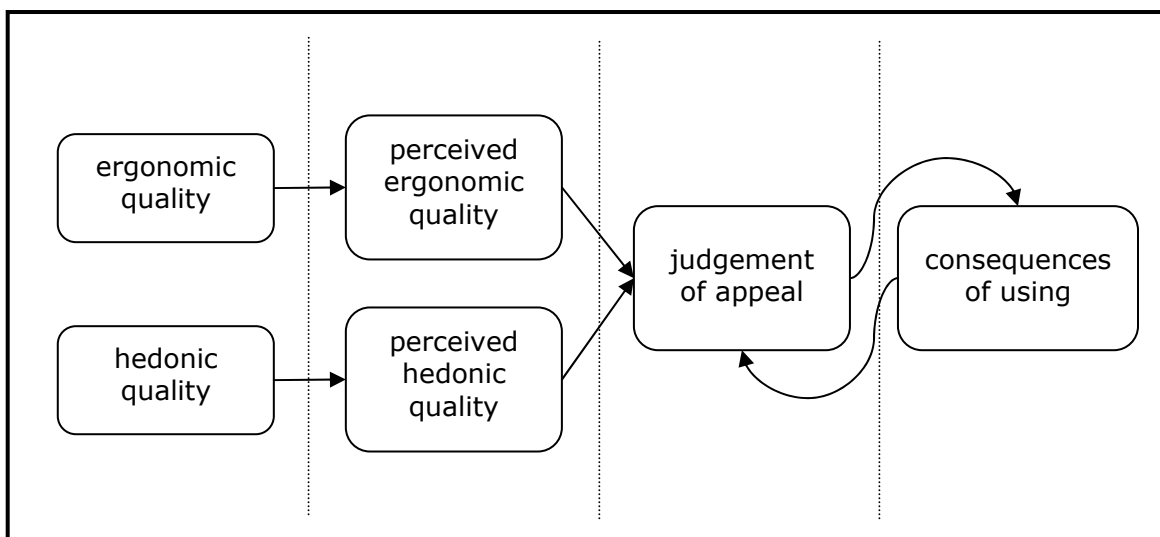 ergonomic
quality
perceived
ergonomic
quality
judgement
of appeal
consequences
of using
hedonic
quality
perceived
hedonic
quality